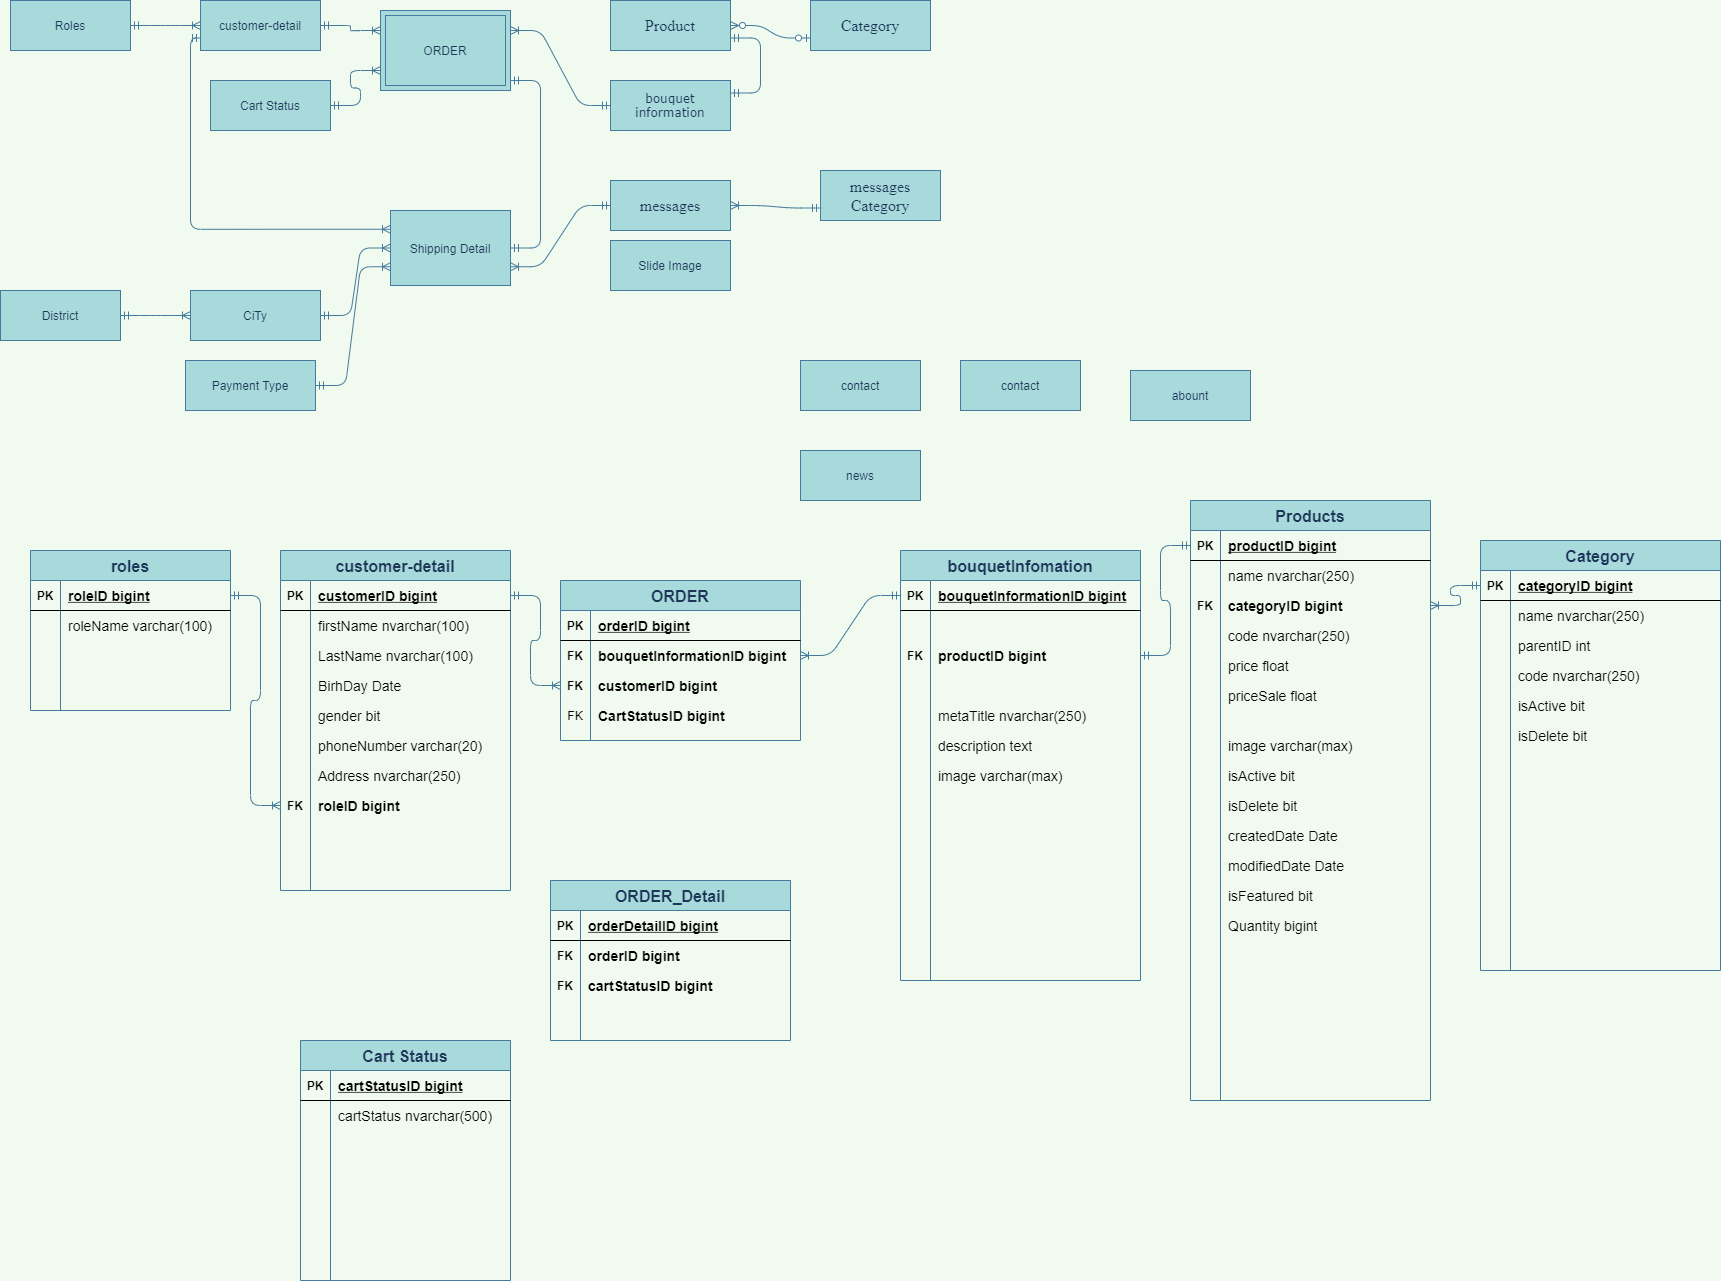 Roles
customer-detail
ORDER
Product
Category
Cart Status
bouquet
information
messages
messages
Category
Shipping Detail
Slide Image
District
CiTy
Payment Type
contact
contact
abount
news
roles
PK roleID bigint
roleName varchar(100)
customer-detail
PK customerID bigint
firstName nvarchar(100)
LastName nvarchar(100)
BirhDay Date
gender bit
phoneNumber varchar(20)
Address nvarchar(250)
FK roleID bigint
ORDER
PK orderID bigint
FK bouquetInformationID bigint
FK customerID bigint
FK CartStatusID bigint
bouquetInfomation
PK bouquetInformationID bigint
FK productID bigint
metaTitle nvarchar(250)
description text
image varchar(max)
Products
PK productID bigint
name nvarchar(250)
FK categoryID bigint
code nvarchar(250)
price float
priceSale float
image varchar(max)
isActive bit
isDelete bit
createdDate Date
modifiedDate Date
isFeatured bit
Quantity bigint
Category
PK categoryID bigint
name nvarchar(250)
parentID int
code nvarchar(250)
isActive bit
isDelete bit
ORDER_Detail
PK orderDetailID bigint
FK orderID bigint
FK cartStatusID bigint
Cart Status
PK cartStatusID bigint
cartStatus nvarchar(500)